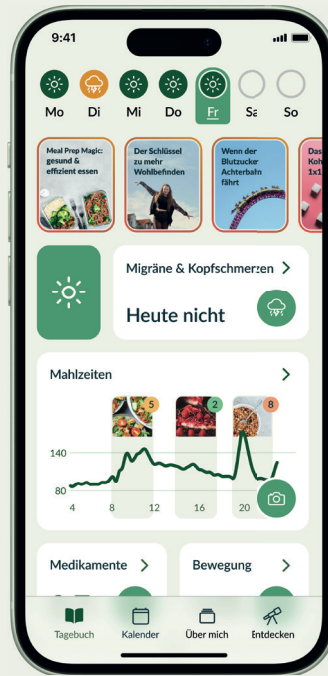 9:41
Mo Di Mi Do Fr Sa So
Meal Prep Magic:
gesund &
effizient essen
Der Schlüssel
zu mehr
Wohlbefinden
Wenn der
Blutzucker
Achterbahn
fährt
Das
Koh
1x1
Migräne & Kopfschmerzen >
Heute nicht
Mahlzeiten >
5 2 8
140
80
4 8 12 16 20
Medikamente >
Bewegung >
Tagebuch Kalender Über mich Entdecken